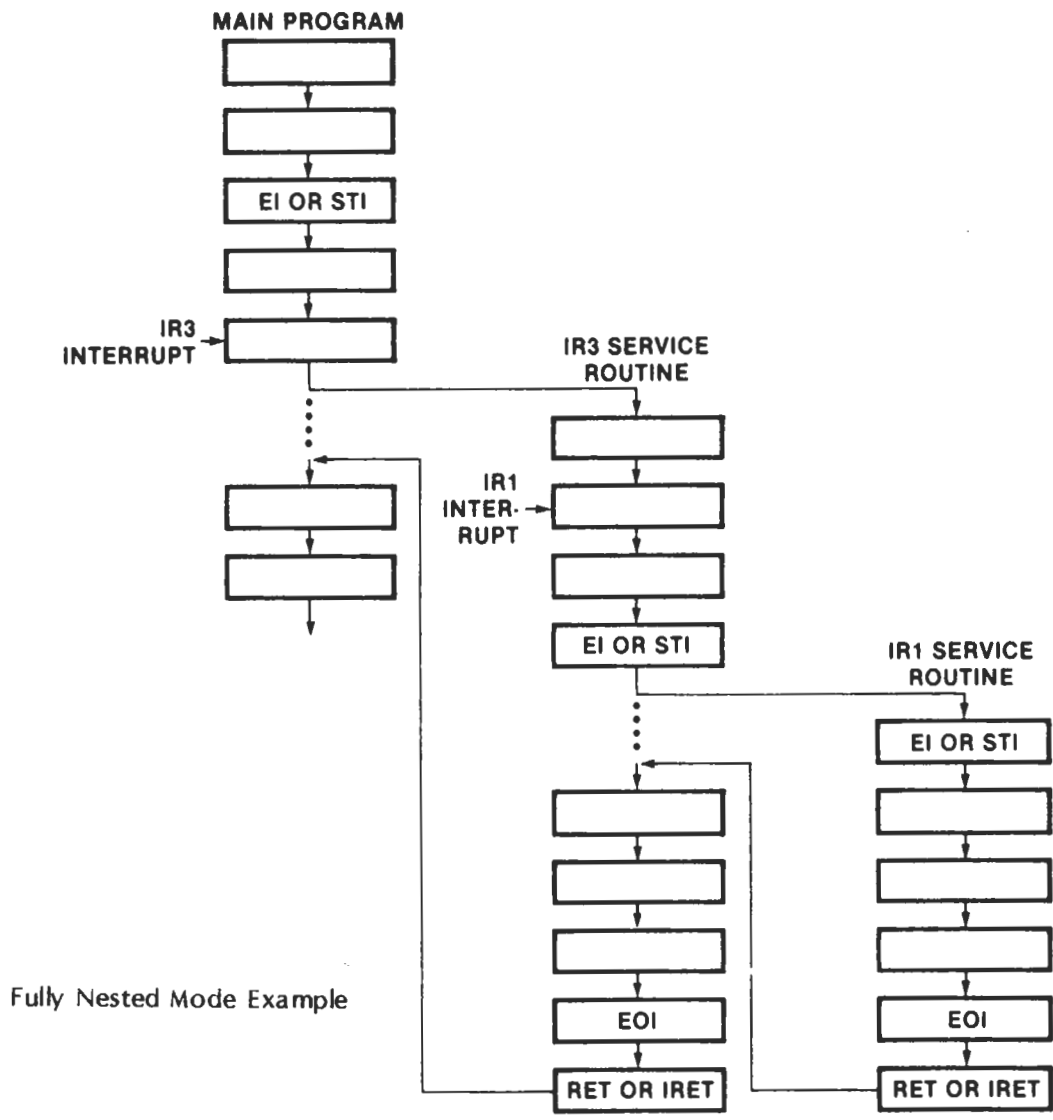 MAIN PROGRAM
EI OR STI
IR3
INTERRUPT
IR3 SERVICE
ROUTINE
IR1
INTER-
RUPT
EI OR STI
IR1 SERVICE
ROUTINE
EI OR STI
EOI
RET OR IRET
EOI
RET OR IRET
Fully Nested Mode Example